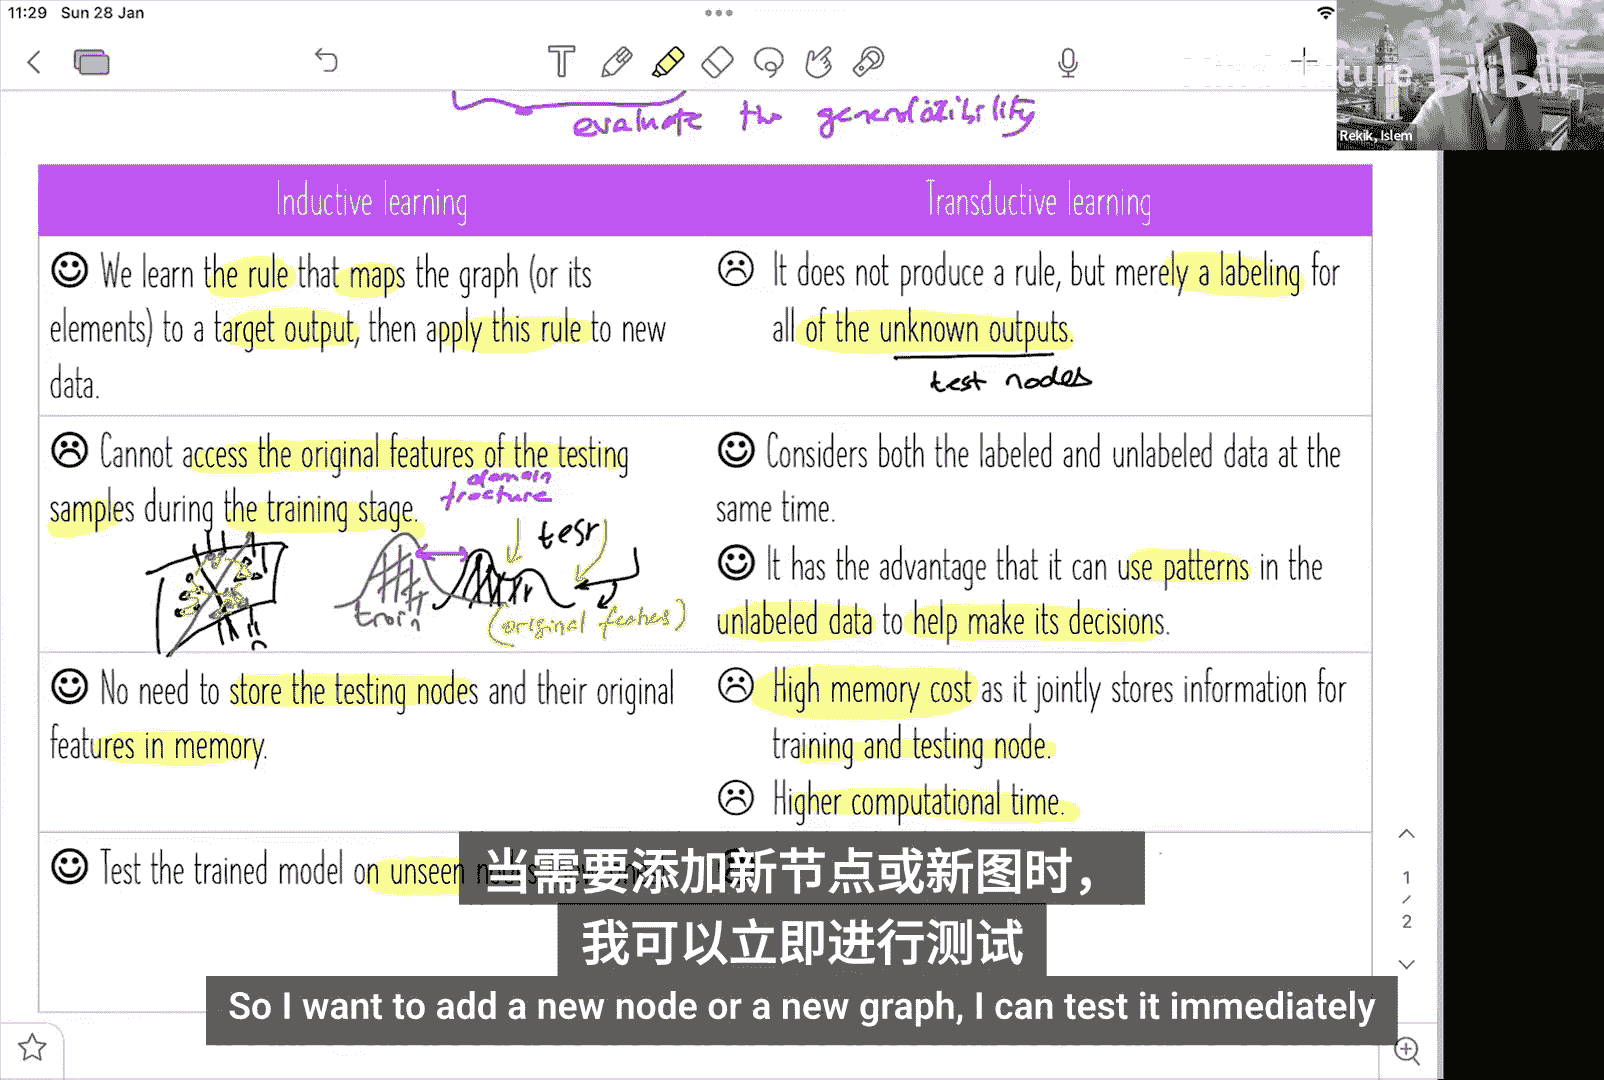 11:29 Sun 28 Jan
ture bilibili
Rekik, Islem
evaluate the generalizibility
Inductive learning
Transductive learning
We learn the rule that maps the graph (or its
elements) to a target output, then apply this rule to new
data.
It does not produce a rule, but merely a labeling for
all of the unknown outputs.
test nodes
Cannot access the original features of the testing
samples during the training stage.
domain
fracture
test
train
(original featues)
Considers both the labeled and unlabeled data at the
same time.
It has the advantage that it can use patterns in the
unlabeled data to help make its decisions.
No need to store the testing nodes and their original
features in memory.
High memory cost as it jointly stores information for
training and testing node.
Higher computational time.
Test the trained model on unseen
1
/
2
当需要添加新节点或新图时，
我可以立即进行测试
So I want to add a new node or a new graph, I can test it immediately